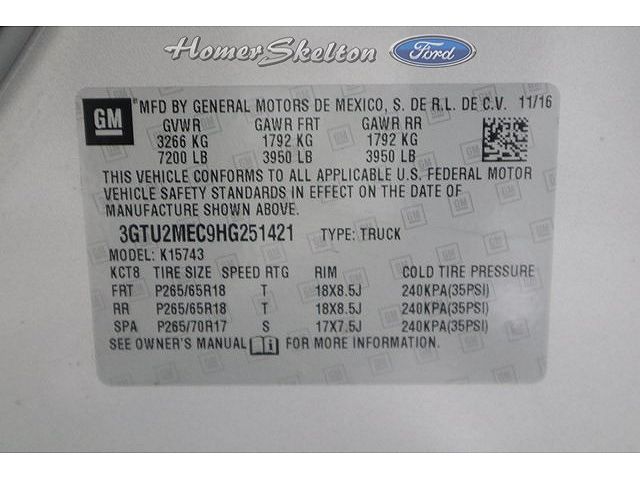 Homer Skelton Ford
GM
MFD BY GENERAL MOTORS DE MEXICO, S. DE R.L. DE C.V. 11/16
GVWR GAWR FRT GAWR RR
3266 KG 1792 KG 1792 KG
7200 LB 3950 LB 3950 LB
THIS VEHICLE CONFORMS TO ALL APPLICABLE U.S. FEDERAL MOTOR
VEHICLE SAFETY STANDARDS IN EFFECT ON THE DATE OF
MANUFACTURE SHOWN ABOVE.
3GTU2MEC9HG251421 TYPE: TRUCK
MODEL: K15743
KCT8 TIRE SIZE SPEED RTG RIM COLD TIRE PRESSURE
FRT P265/65R18 T 18X8.5J 240KPA(35PSI)
RR P265/65R18 T 18X8.5J 240KPA(35PSI)
SPA P265/70R17 S 17X7.5J 240KPA(35PSI)
SEE OWNER'S MANUAL FOR MORE INFORMATION.